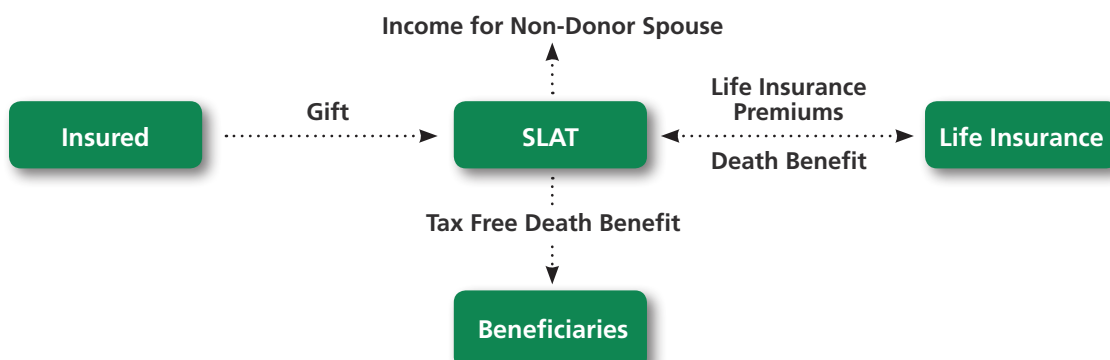 Income for Non-Donor Spouse
Insured
Gift
SLAT
Life Insurance
Premiums
Death Benefit
Life Insurance
Tax Free Death Benefit
Beneficiaries